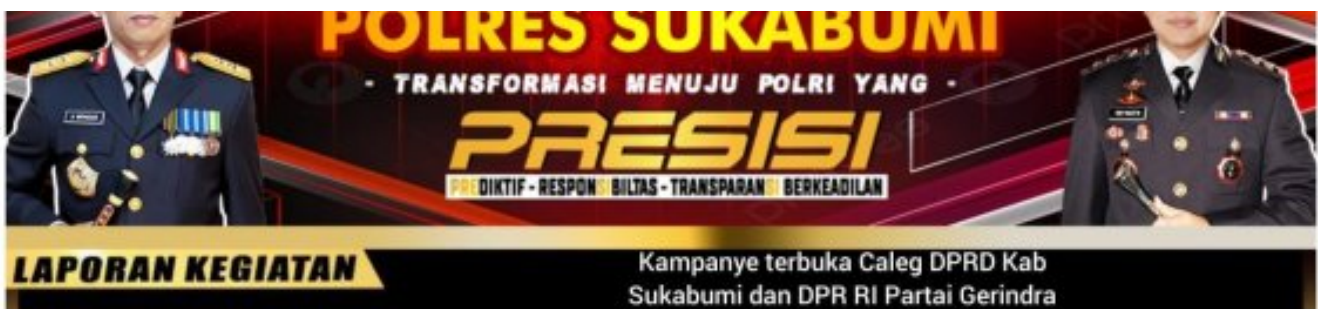 POLRES SUKABUMI
- TRANSFORMASI MENUJU POLRI YANG -
PRESISI
PREDIKTIF - RESPONSIBILTAS - TRANSPARANSI BERKEADILAN
LAPORAN KEGIATAN
Kampanye terbuka Caleg DPRD Kab
Sukabumi dan DPR RI Partai Gerindra